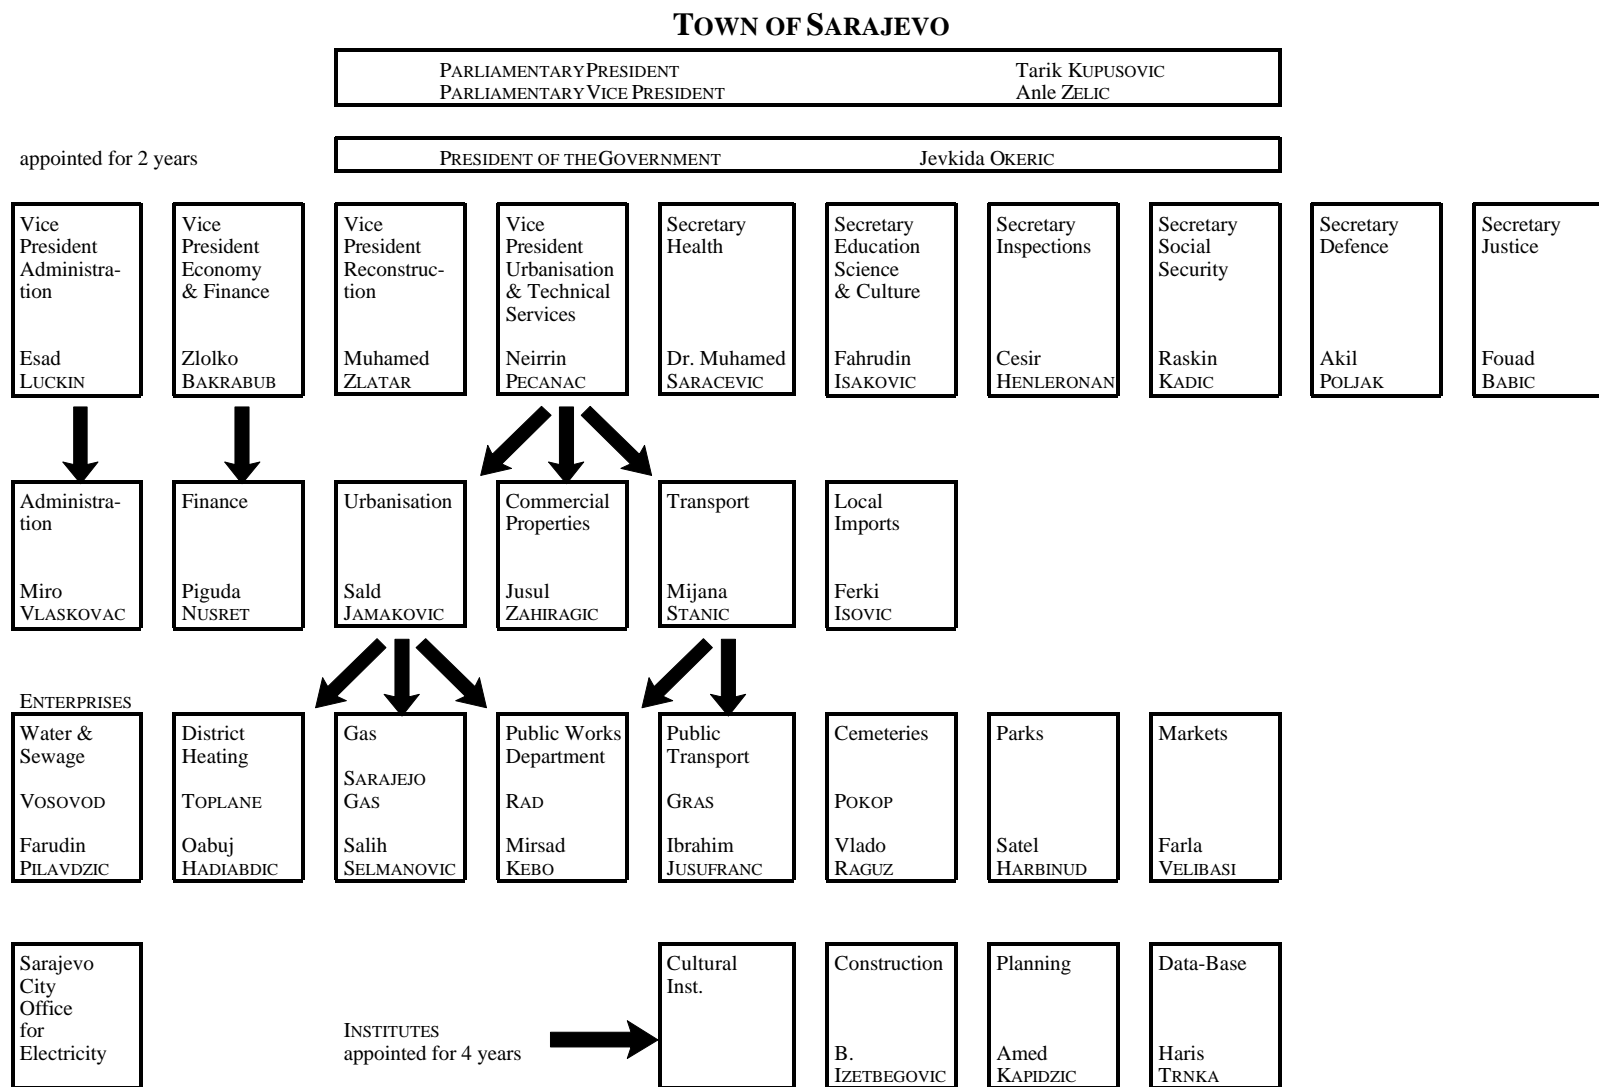 TOWN OF SARAJEVO
PARLIAMENTARY PRESIDENT Tarik KUPUSOVIC
PARLIAMENTARY VICE PRESIDENT Anle ZELIC
appointed for 2 years
PRESIDENT OF THE GOVERNMENT Jevkida OKERIC
Vice
President
Administra-
tion
Esad
LUCKIN
Vice
President
Economy
& Finance
Zlolko
BAKRABUB
Vice
President
Reconstruc-
tion
Muhamed
ZLATAR
Vice
President
Urbanisation
& Technical
Services
Neirrin
PECANAC
Secretary
Health
Dr. Muhamed
SARACEVIC
Secretary
Education
Science
& Culture
Fahrudin
ISAKOVIC
Secretary
Inspections
Cesir
HENLERONAN
Secretary
Social
Security
Raskin
KADIC
Secretary
Defence
Akil
POLJAK
Secretary
Justice
Fouad
BABIC
Administra-
tion
Miro
VLASKOVAC
Finance
Piguda
NUSRET
Urbanisation
Sald
JAMAKOVIC
Commercial
Properties
Jusul
ZAHIRAGIC
Transport
Mijana
STANIC
Local
Imports
Ferki
ISOVIC
ENTERPRISES
Water &
Sewage
VOSOVOD
Farudin
PILAVDZIC
District
Heating
TOPLANE
Oabuj
HADIABDIC
Gas
SARAJEJO
GAS
Salih
SELMANOVIC
Public Works
Department
RAD
Mirsad
KEBO
Public
Transport
GRAS
Ibrahim
JUSUFRANC
Cemeteries
POKOP
Vlado
RAGUZ
Parks
Satel
HARBINUD
Markets
Farla
VELIBASI
Sarajevo
City
Office
for
Electricity
INSTITUTES
appointed for 4 years
Cultural
Inst.
Construction
B.
IZETBEGOVIC
Planning
Amed
KAPIDZIC
Data-Base
Haris
TRNKA